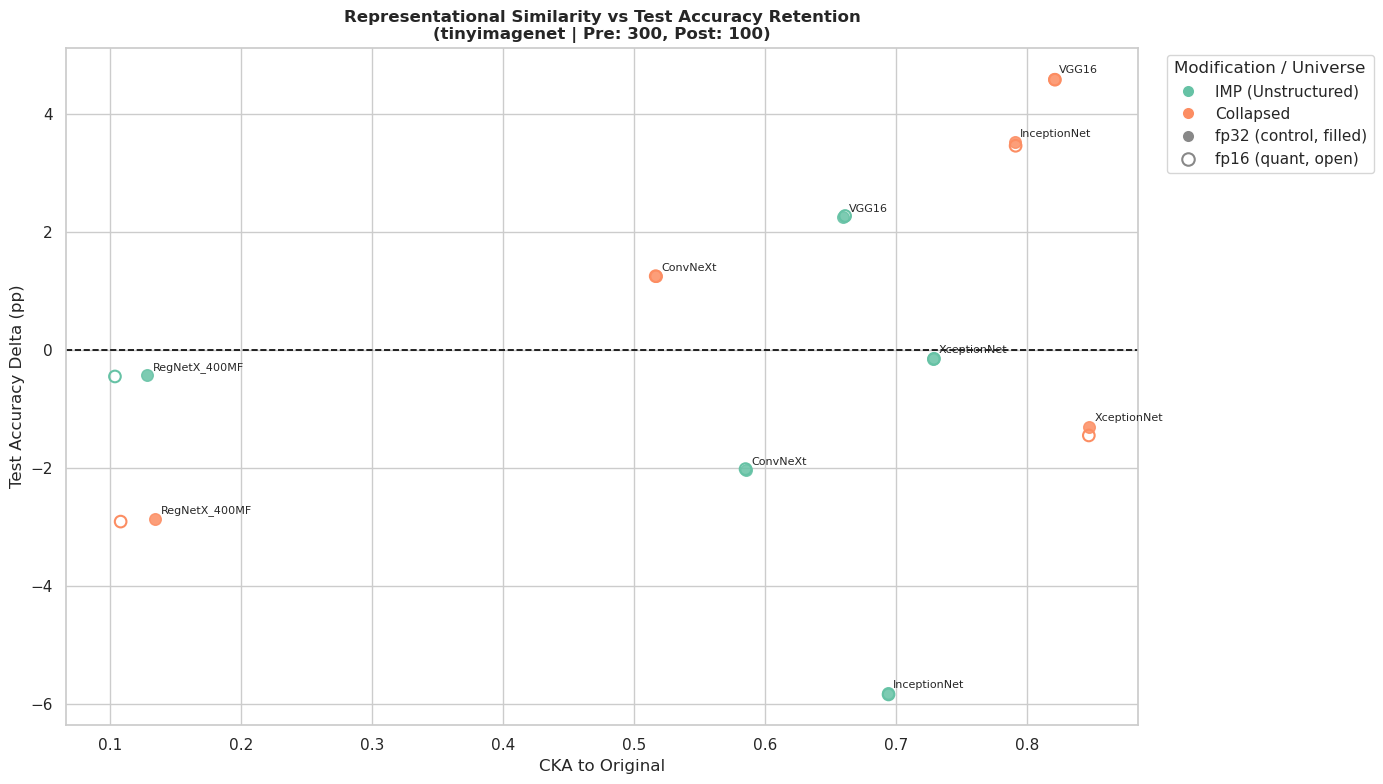 Representational Similarity vs Test Accuracy Retention
(tinyimagenet | Pre: 300, Post: 100)
Modification / Universe
IMP (Unstructured)
Collapsed
fp32 (control, filled)
fp16 (quant, open)
VGG16
InceptionNet
VGG16
ConvNeXt
XceptionNet
RegNetX_400MF
XceptionNet
ConvNeXt
RegNetX_400MF
InceptionNet
Test Accuracy Delta (pp)
4
2
0
−2
−4
−6
0.1 0.2 0.3 0.4 0.5 0.6 0.7 0.8
CKA to Original